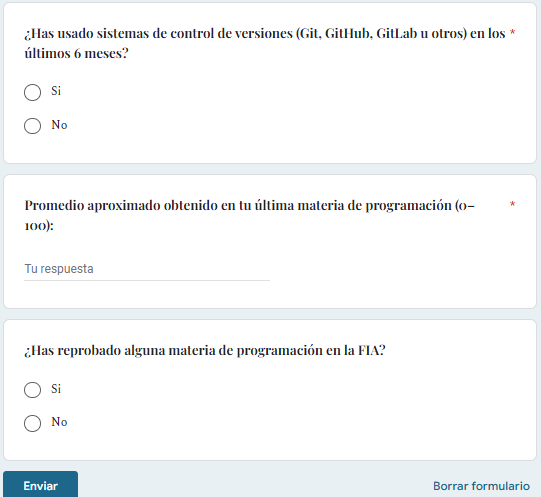 ¿Has usado sistemas de control de versiones (Git, GitHub, GitLab u otros) en los *
últimos 6 meses?
Si
No
Promedio aproximado obtenido en tu última materia de programación (0– *
100):
Tu respuesta
¿Has reprobado alguna materia de programación en la FIA?
Si
No
Enviar Borrar formulario